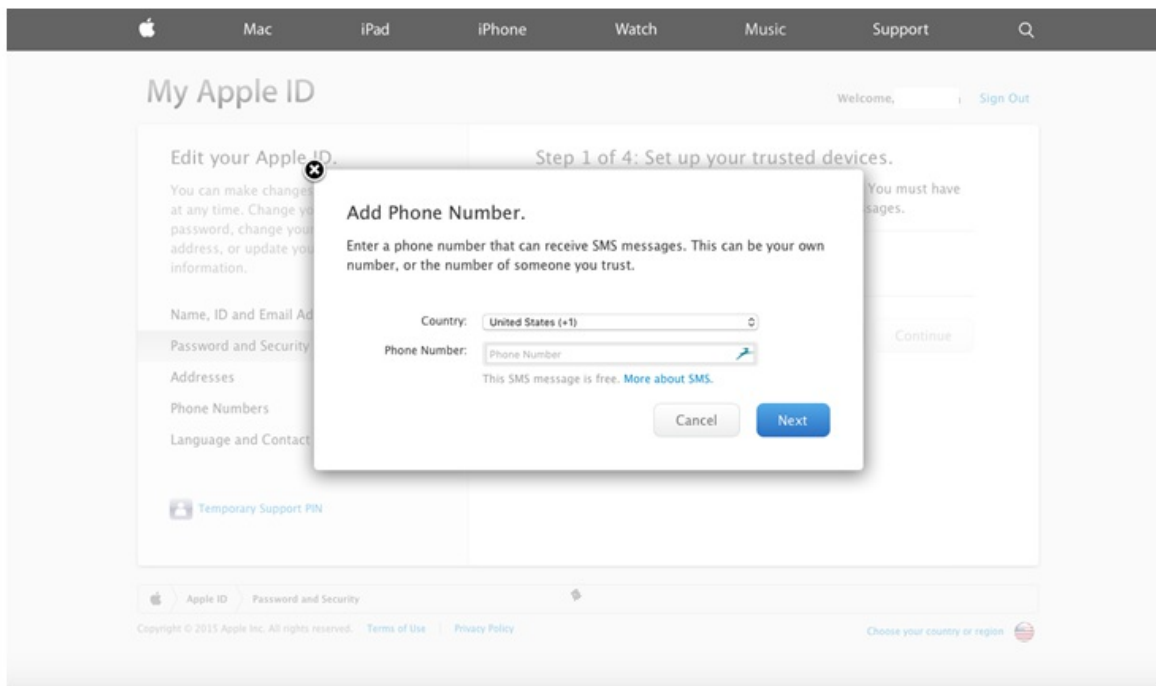 Mac iPad iPhone Watch Music Support
My Apple ID
Welcome, Sign Out
Edit your Apple ID.
You can make changes
at any time. Change
password, change your
address, or update
information.
Name, ID and Email
Password and Security
Addresses
Phone Numbers
Language and Contact
Temporary Support PIN
Step 1 of 4: Set up your trusted devices.
You must have
Continue
Add Phone Number.
Enter a phone number that can receive SMS messages. This can be your own
number, or the number of someone you trust.
Country: United States (+1)
Phone Number: Phone Number
This SMS message is free. More about SMS.
Cancel Next
Apple ID Password and Security
Copyright © 2015 Apple Inc. All rights reserved. Terms of Use Privacy Policy
Choose your country or region